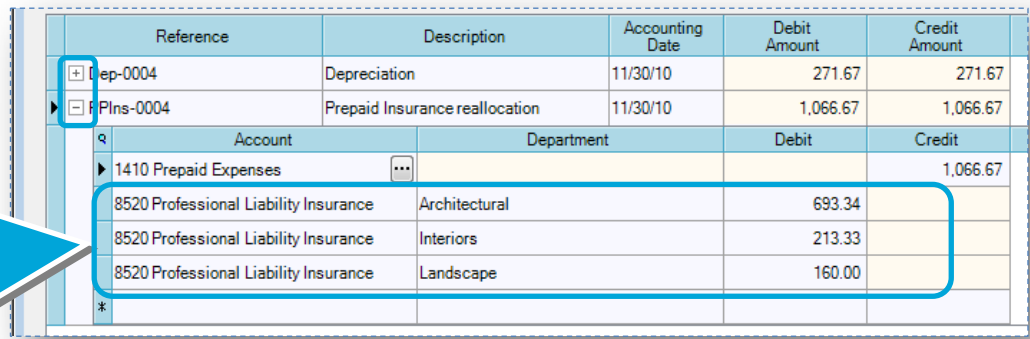 Reference Description Accounting Date Debit Amount Credit Amount
Dep-0004 Depreciation 11/30/10 271.67 271.67
PPIns-0004 Prepaid Insurance reallocation 11/30/10 1,066.67 1,066.67
Account Department Debit Credit
1410 Prepaid Expenses ... 1,066.67
8520 Professional Liability Insurance Architectural 693.34
8520 Professional Liability Insurance Interiors 213.33
8520 Professional Liability Insurance Landscape 160.00
*